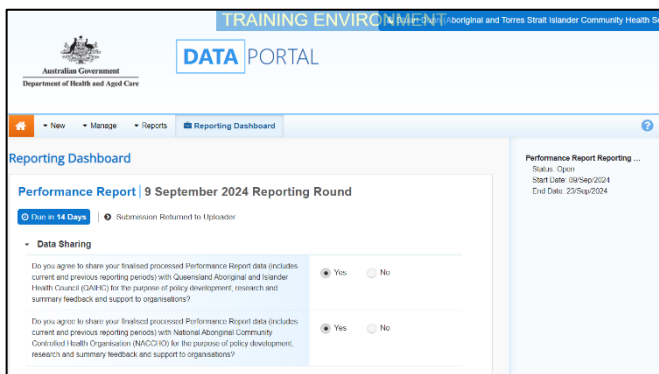 TRAINING ENVIRONMENT
(Aboriginal and Torres Strait Islander Community Health Se
Australian Government
Department of Health and Aged Care
DATA PORTAL
New Manage Reports Reporting Dashboard ?
Reporting Dashboard
Performance Report | 9 September 2024 Reporting Round
Due in 14 Days | Submission Returned to Uploader
Data Sharing
Do you agree to share your finalised processed Performance Report data (includes
current and previous reporting periods) with Queensland Aboriginal and Islander
Health Council (QAIHC) for the purpose of policy development, research and
summary feedback and support to organisations?
Yes No
Do you agree to share your finalised processed Performance Report data (includes
current and previous reporting periods) with National Aboriginal Community
Controlled Health Organisation (NACCHO) for the purpose of policy development,
research and summary feedback and support to organisations?
Yes No
Performance Report Reporting ...
Status: Open
Start Date: 09/Sep/2024
End Date: 23/Sep/2024